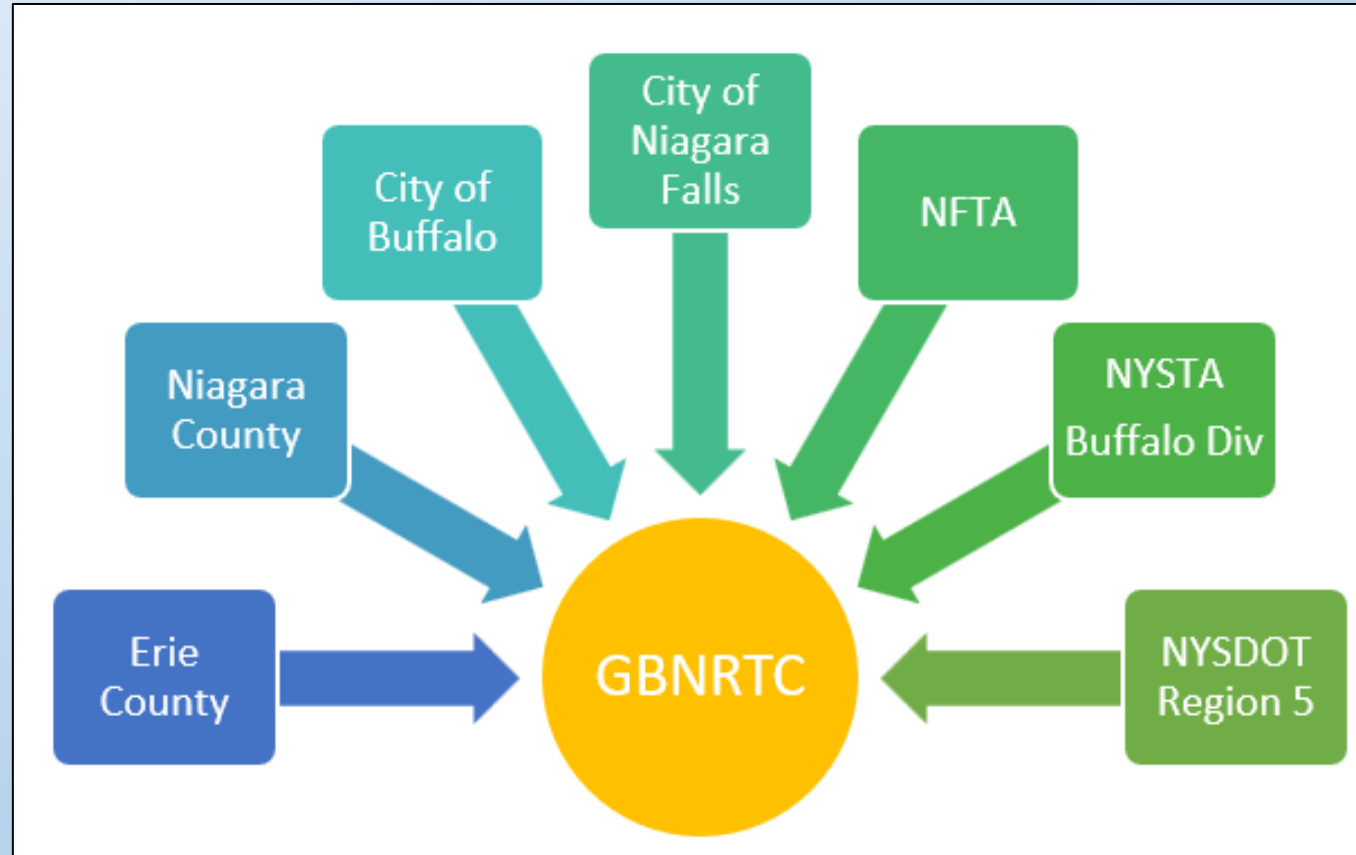 City of
Niagara
Falls
City of
Buffalo
NFTA
Niagara
County
NYSTA
Buffalo Div
Erie
County
GBNRTC
NYSDOT
Region 5